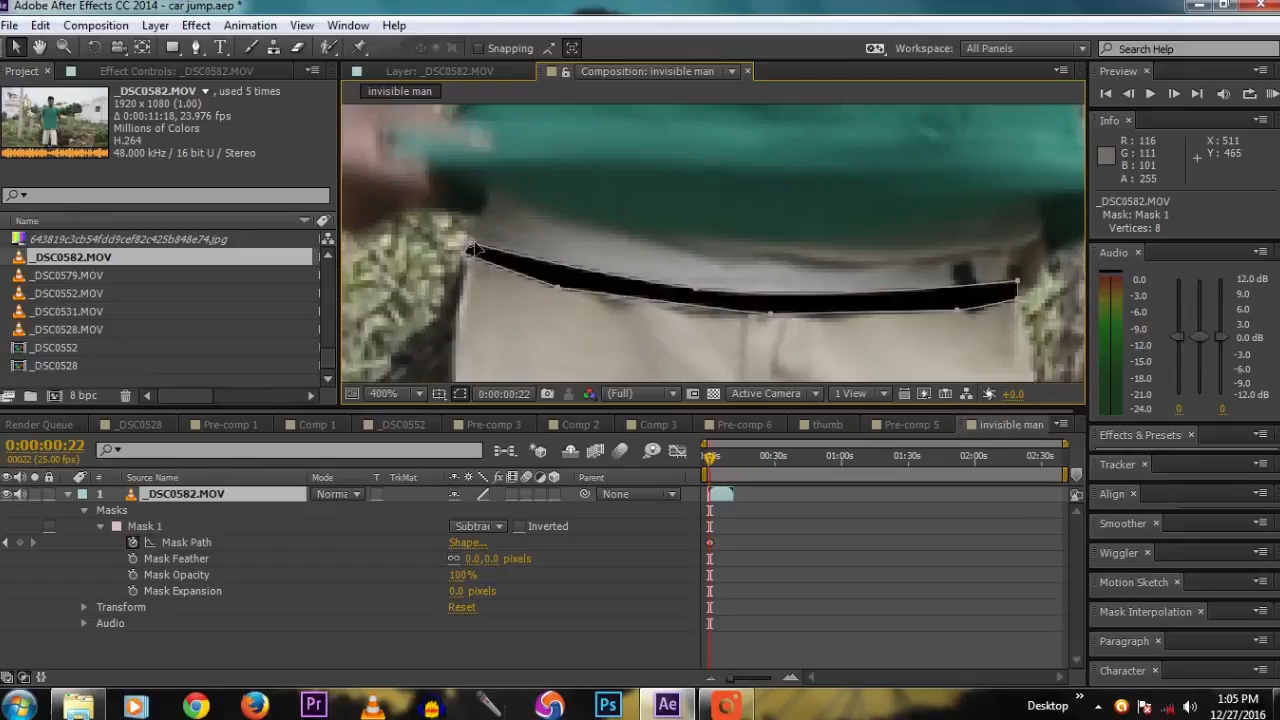 Adobe After Effects CC 2014 - car jump.aep *
File Edit Composition Layer Effect Animation View Window Help
Snapping
Workspace: All Panels
Search Help
Project
Effect Controls: _DSC0582.MOV
Layer: _DSC0582.MOV
Composition: invisible man
Preview
invisible man
_DSC0582.MOV ▼, used 5 times
1920 x 1080 (1.00)
Δ 0:00:11:18, 23.976 fps
Millions of Colors
H.264
48.000 kHz / 16 bit U / Stereo
Info
R: 116
G: 111
B: 101
A: 255
X: 511
Y: 465
_DSC0582.MOV
Mask: Mask 1
Vertices: 8
Name
643819c3cb54fdd9cef82c425b848e74.jpg
_DSC0582.MOV
_DSC0579.MOV
_DSC0552.MOV
_DSC0531.MOV
_DSC0528.MOV
_DSC0552
_DSC0528
8 bpc
Audio
0.0
-3.0
-6.0
-9.0
-12.0
-15.0
-18.0
-21.0
-24.0
12.0 dB
9.0
6.0
3.0
0.0 dB
-3.0
-6.0
-9.0
-12.0 dB
0 0
400%
0:00:00:22
(Full)
Active Camera
1 View
+0.0
Render Queue
_DSC0528
Pre-comp 1
Comp 1
_DSC0552
Pre-comp 3
Comp 2
Comp 3
Pre-comp 6
thumb
Pre-comp 5
invisible man
0:00:00:22
00022 (25.00 fps)
00:30s 01:00s 01:30s 02:00s 02:30s
# Source Name Mode T TrkMat Parent
1 _DSC0582.MOV Norma None
Masks
Mask 1 Subtrac Inverted
Mask Path Shape...
Mask Feather 0.0,0.0 pixels
Mask Opacity 100%
Mask Expansion 0.0 pixels
Transform Reset
Audio
Effects & Presets
Tracker
Align
Smoother
Wiggler
Motion Sketch
Mask Interpolation
Paragraph
Character
Pr
Ps
Ae
Desktop
1:05 PM
12/27/2016